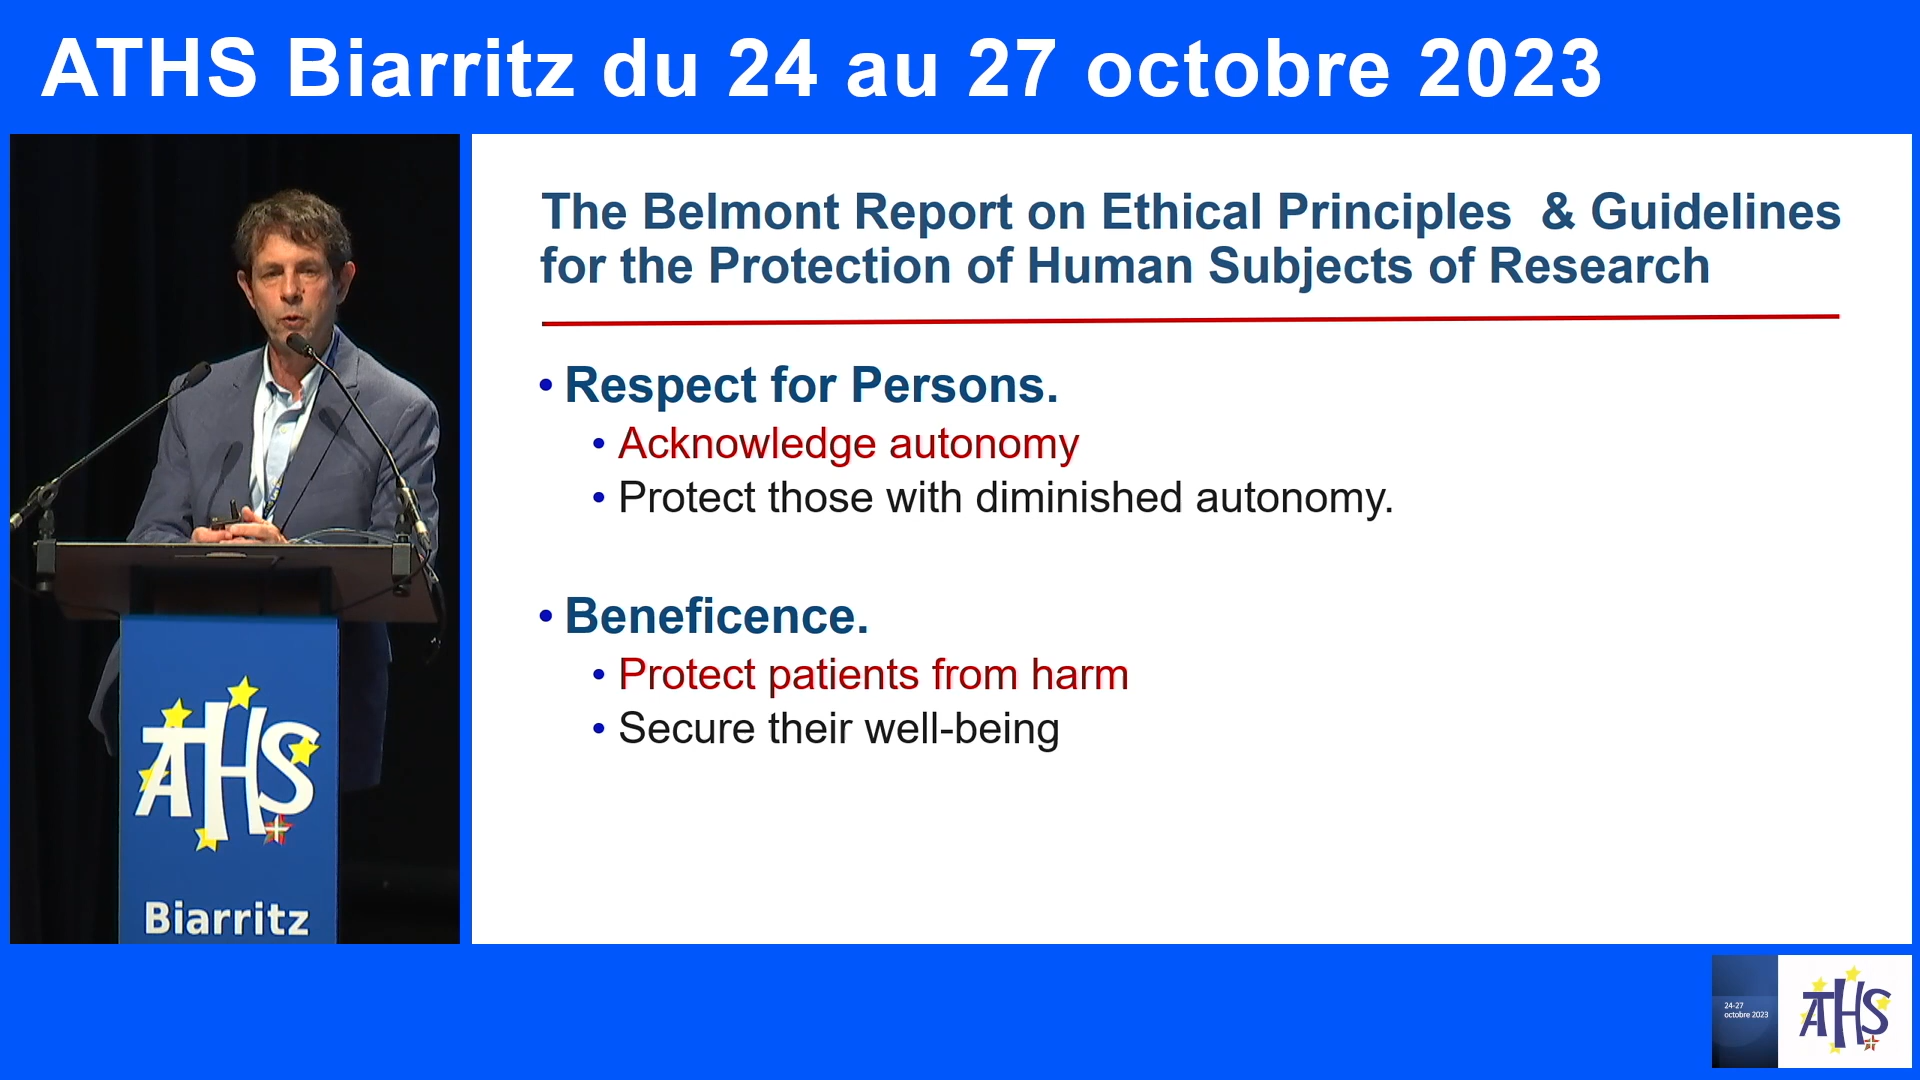 ATHS Biarritz du 24 au 27 octobre 2023
The Belmont Report on Ethical Principles & Guidelines
for the Protection of Human Subjects of Research
• Respect for Persons.
• Acknowledge autonomy
• Protect those with diminished autonomy.
• Beneficence.
• Protect patients from harm
• Secure their well-being
ATHS
Biarritz
24-27
octobre 2023
ATHS